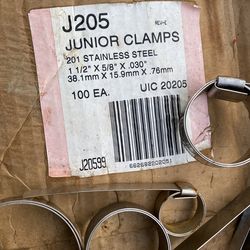 J205 REV-E
JUNIOR CLAMPS
201 STAINLESS STEEL
1 1/2" X 5/8" X .030"
38.1mm X 15.9mm X .76mm
100 EA. UIC 20205
J20599